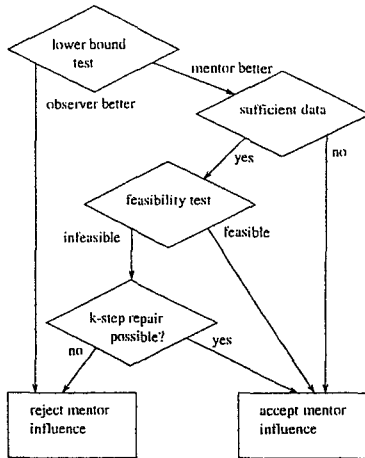 lower bound
test
mentor better
observer better
sufficient data
yes
no
feasibility test
infeasible
feasible
k-step repair
possible?
no
yes
reject mentor
influence
accept mentor
influence